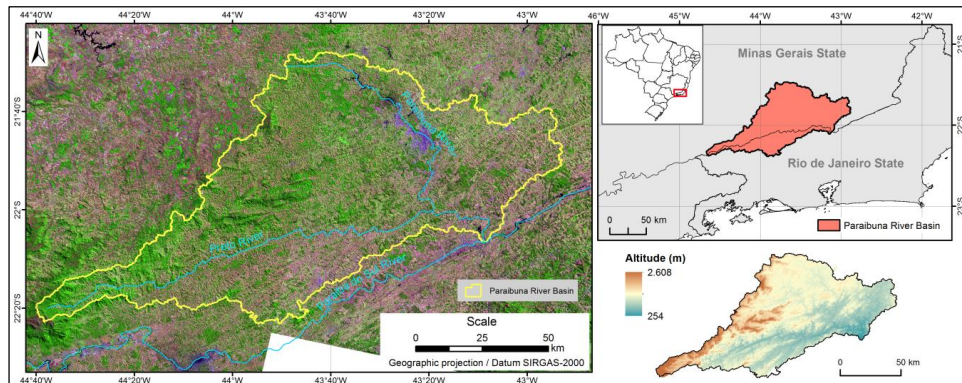 44°40'W
44°20'W
44°W
43°40'W
43°20'W
43°W
N
21°40'S
22°S
22°20'S
Preto River
Paraíba do Sul River
Paraibuna River Basin
Scale
0
25
50
km
Geographic projection / Datum SIRGAS-2000
44°40'W
44°20'W
44°W
43°40'W
43°20'W
43°W
46°W
45°W
44°W
43°W
42°W
21°S
22°S
23°S
Minas Gerais State
Rio de Janeiro State
0
50 km
Paraibuna River Basin
Altitude (m)
2.608
254
0
50 km